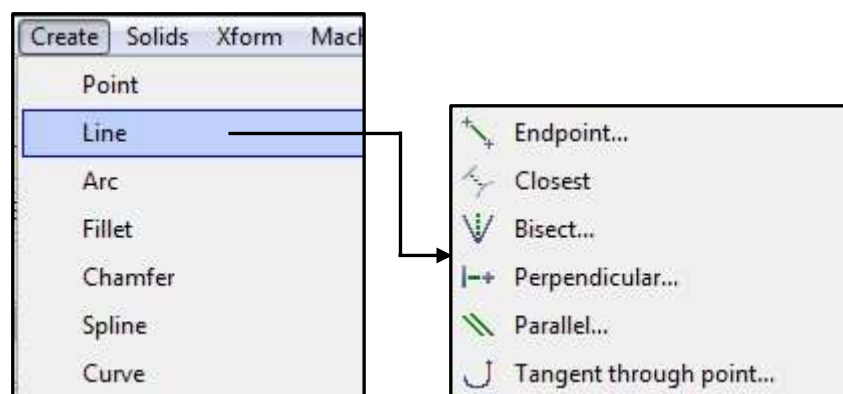 Create Solids Xform
Point
Line
Arc
Fillet
Chamfer
Spline
Curve
Endpoint...
Closest
Bisect...
Perpendicular...
Parallel...
Tangent through point...